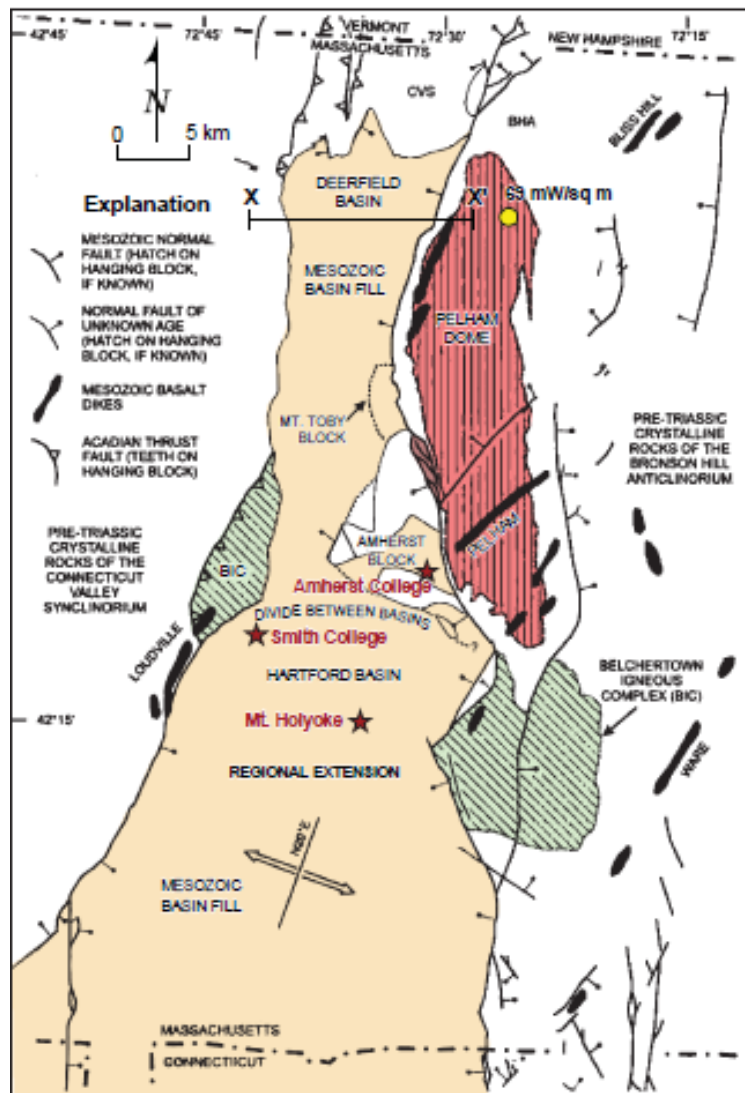 42°45'
72°45'
VERMONT
MASSACHUSETTS
72°30'
NEW HAMPSHIRE
72°15'
N
0 5 km
CVS
BHA
BLISS HILL
DEERFIELD
BASIN
X
X'
69 mW/sq m
Explanation
MESOZOIC NORMAL
FAULT (HATCH ON
HANGING BLOCK,
IF KNOWN)
NORMAL FAULT OF
UNKNOWN AGE
(HATCH ON HANGING
BLOCK, IF KNOWN)
MESOZOIC BASALT
DIKES
ACADIAN THRUST
FAULT (TEETH ON
HANGING BLOCK)
MESOZOIC
BASIN FILL
PELHAM
DOME
MT. TOBY
BLOCK
PRE-TRIASSIC
CRYSTALLINE
ROCKS OF THE
BRONSON HILL
ANTICLINORIUM
PRE-TRIASSIC
CRYSTALLINE
ROCKS OF THE
CONNECTICUT
VALLEY
SYNCLINORIUM
BIC
AMHERST
BLOCK
PELHAM
Amherst College
DIVIDE BETWEEN BASINS
?
Smith College
LOUDVILLE
HARTFORD BASIN
BELCHERTOWN
IGNEOUS
COMPLEX (BIC)
42°15'
Mt. Holyoke
WARE
REGIONAL EXTENSION
N20°E
MESOZOIC
BASIN FILL
MASSACHUSETTS
CONNECTICUT